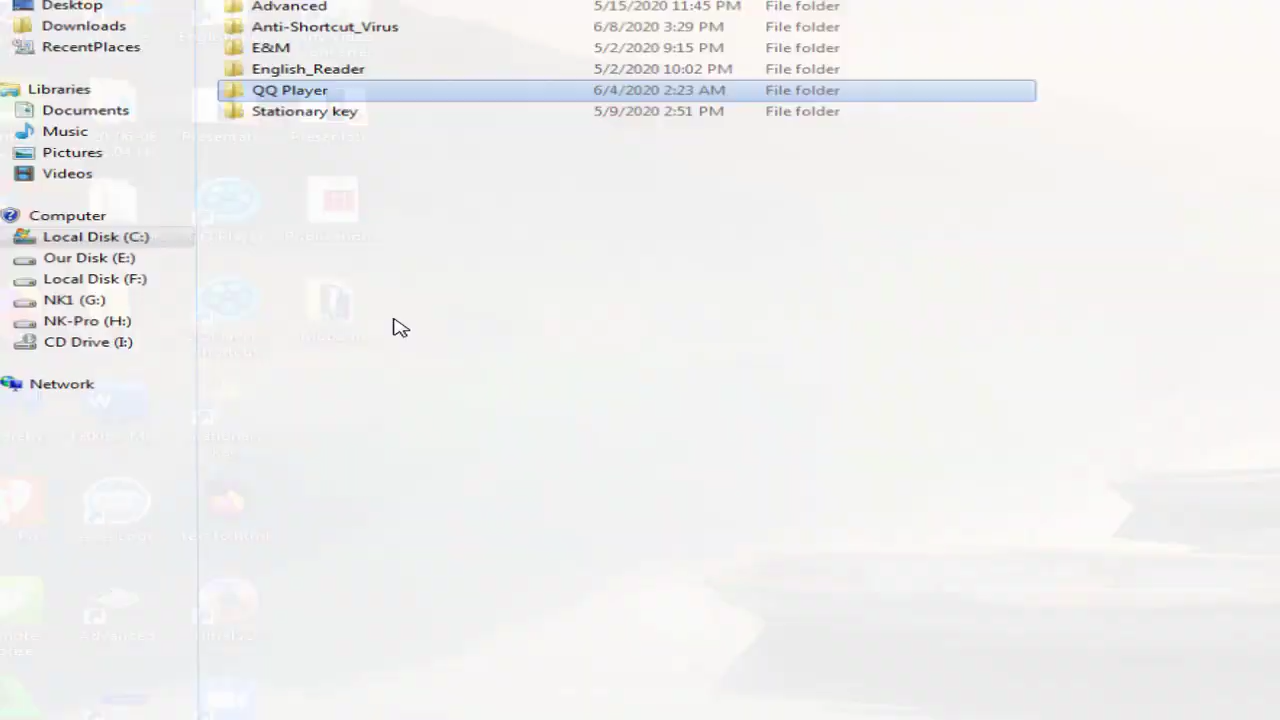 Desktop
Downloads
RecentPlaces
Libraries
Documents
Music
Pictures
Videos
Computer
Local Disk (C:)
Our Disk (E:)
Local Disk (F:)
NK1 (G:)
NK-Pro (H:)
CD Drive (I:)
Network
Advanced 5/15/2020 11:45 PM File folder
Anti-Shortcut_Virus 6/8/2020 3:29 PM File folder
E&M 5/2/2020 9:15 PM File folder
English_Reader 5/2/2020 10:02 PM File folder
QQ Player 6/4/2020 2:23 AM File folder
Stationary key 5/9/2020 2:51 PM File folder
Advanced